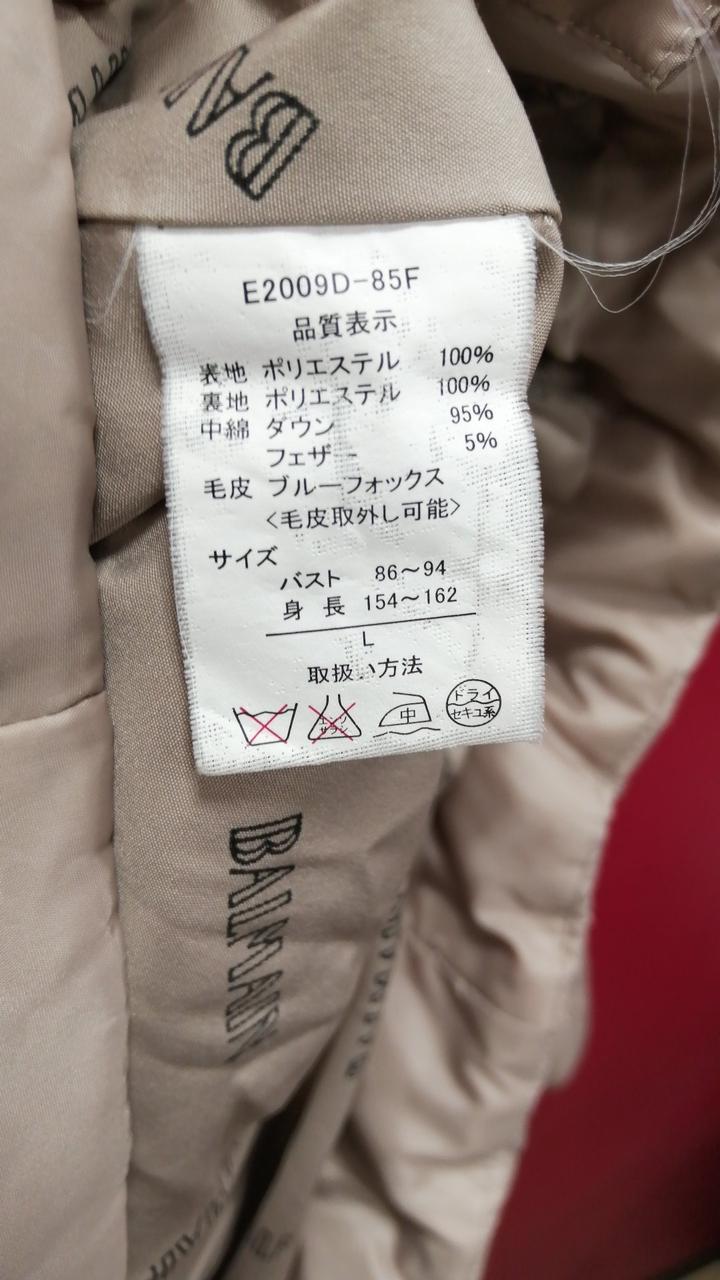 BA
E2009D-85F
品質表示
表地 ポリエステル 100%
裏地 ポリエステル 100%
中綿 ダウン 95%
フェザー 5%
毛皮 ブルーフォックス
<毛皮取外し可能>
サイズ
バスト 86～94
身 長 154～162
L
取扱い方法
中
ドライ
セキユ系
BALMAIN